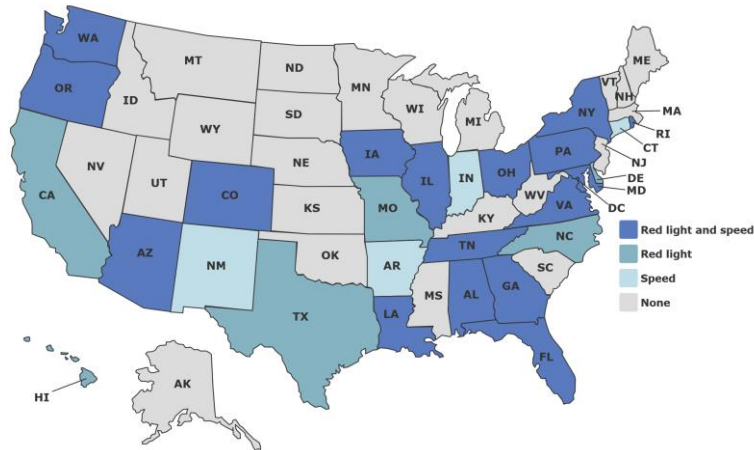 WA
MT
ND
ME
MN
VT
OR
NH
ID
WI
NY
MA
SD
WY
MI
RI
CT
IA
PA
NE
NJ
NV
OH
IL
IN
DE
UT
MD
CA
CO
WV
VA
DC
KS
MO
KY
Red light and speed
NC
TN
Red light
AZ
OK
NM
AR
SC
Speed
MS
AL
GA
None
TX
LA
FL
AK
HI